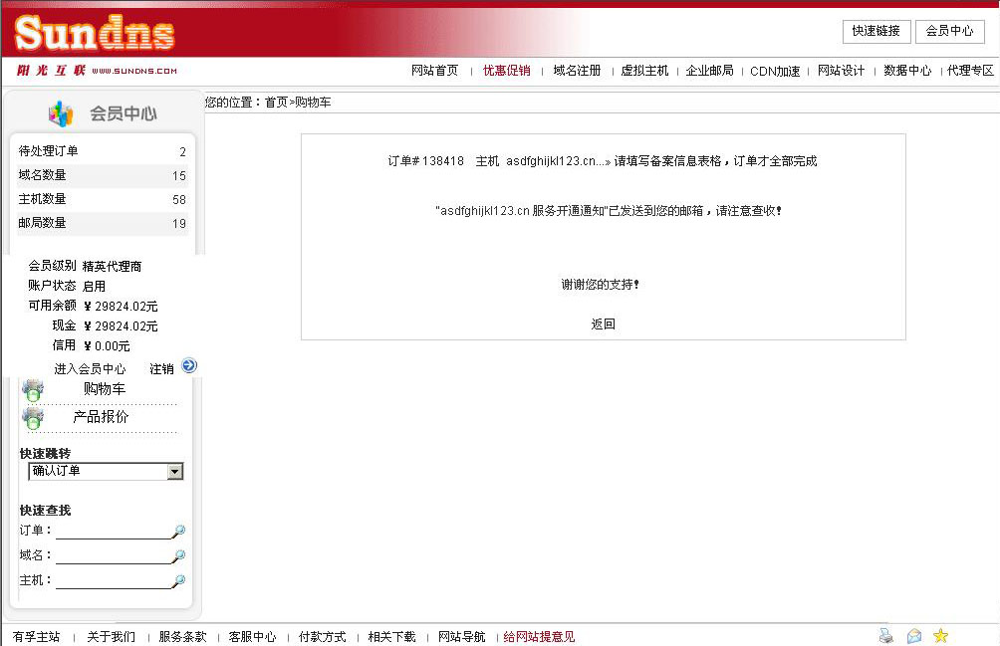 Sundns
快速链接 会员中心
阳光互联 www.SUNDNS.COM
网站首页 | 优惠促销 | 域名注册 | 虚拟主机 | 企业邮局 | CDN加速 | 网站设计 | 数据中心 | 代理专区
会员中心
您的位置：首页>购物车
待处理订单 2
域名数量 15
主机数量 58
邮局数量 19
会员级别 精英代理商
账户状态 启用
可用余额 ¥ 29824.02元
现金 ¥ 29824.02元
信用 ¥ 0.00元
进入会员中心 注销
购物车
产品报价
快速跳转
确认订单
快速查找
订单：
域名：
主机：
订单# 138418 主机 asdfghijkl123.cn...» 请填写备案信息表格，订单才全部完成
"asdfghijkl123.cn 服务开通通知"已发送到您的邮箱，请注意查收！
谢谢您的支持！
返回
有孚主站 | 关于我们 | 服务条款 | 客服中心 | 付款方式 | 相关下载 | 网站导航 | 给网站提意见